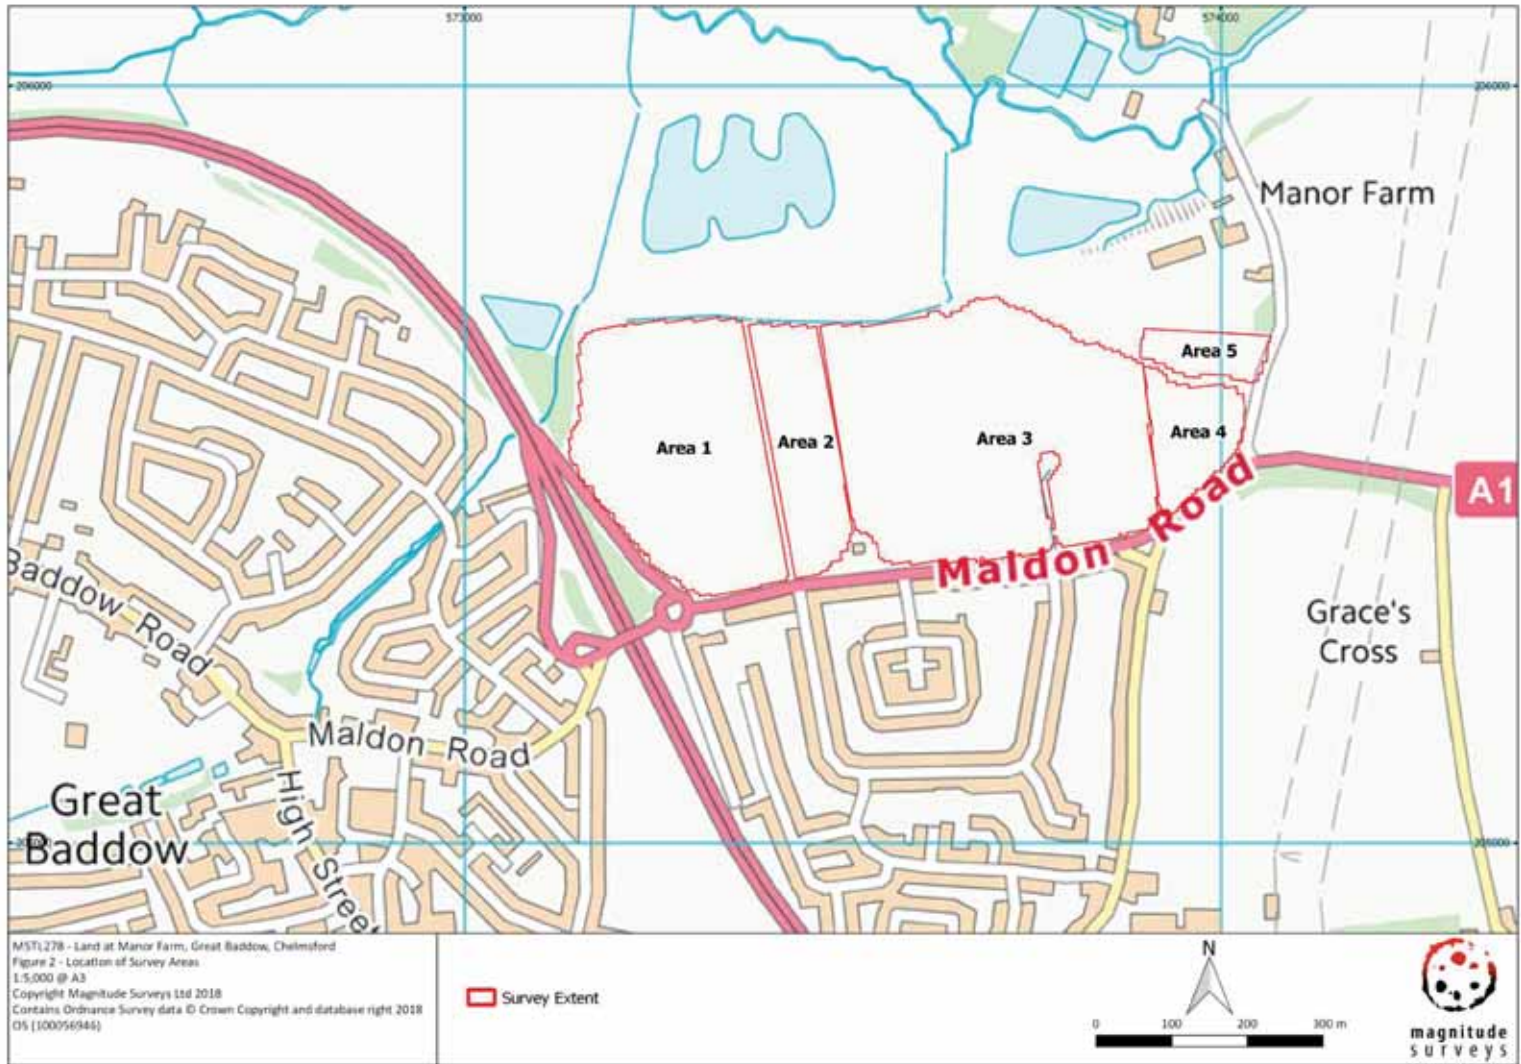 573000
574000
206000
206000
Manor Farm
Area 5
Area 1
Area 2
Area 3
Area 4
A1
Maldon Road
Baddow Road
Grace's
Cross
Maldon Road
High Street
Great
Baddow
205000
MSTL278 - Land at Manor Farm, Great Baddow, Chelmsford
Figure 2 - Location of Survey Areas
1:5,000 @ A3
Copyright Magnitude Surveys Ltd 2018
Contains Ordnance Survey data © Crown Copyright and database right 2018
OS (100056946)
Survey Extent
N
0 100 200 300 m
magnitude
surveys